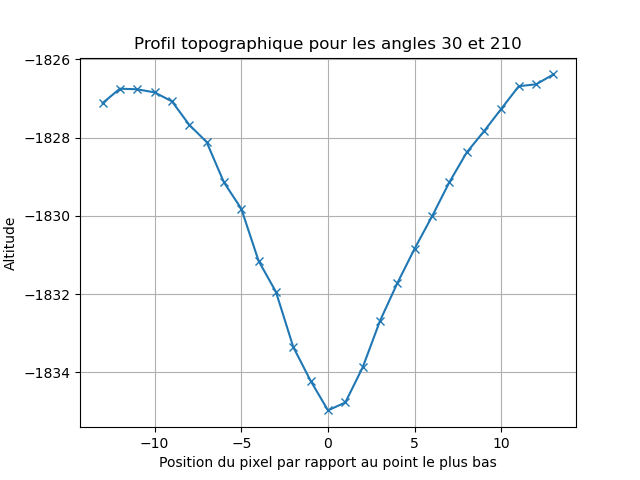 Profil topographique pour les angles 30 et 210
−1826
−1828
−1830
−1832
−1834
Altitude
−10 −5 0 5 10
Position du pixel par rapport au point le plus bas